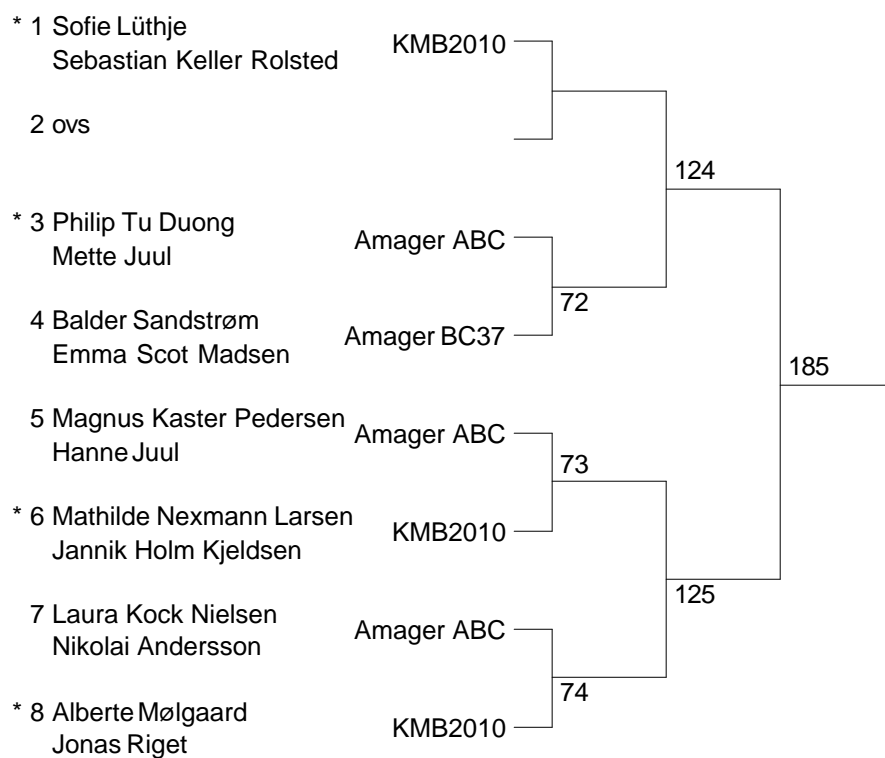 * 1 Sofie Lüthje
Sebastian Keller Rolsted
KMB2010
2 ovs
124
* 3 Philip Tu Duong
Mette Juul
Amager ABC
72
4 Balder Sandstrøm
Emma Scot Madsen
Amager BC37
185
5 Magnus Kaster Pedersen
Hanne Juul
Amager ABC
73
* 6 Mathilde Nexmann Larsen
Jannik Holm Kjeldsen
KMB2010
125
7 Laura Kock Nielsen
Nikolai Andersson
Amager ABC
74
* 8 Alberte Mølgaard
Jonas Riget
KMB2010